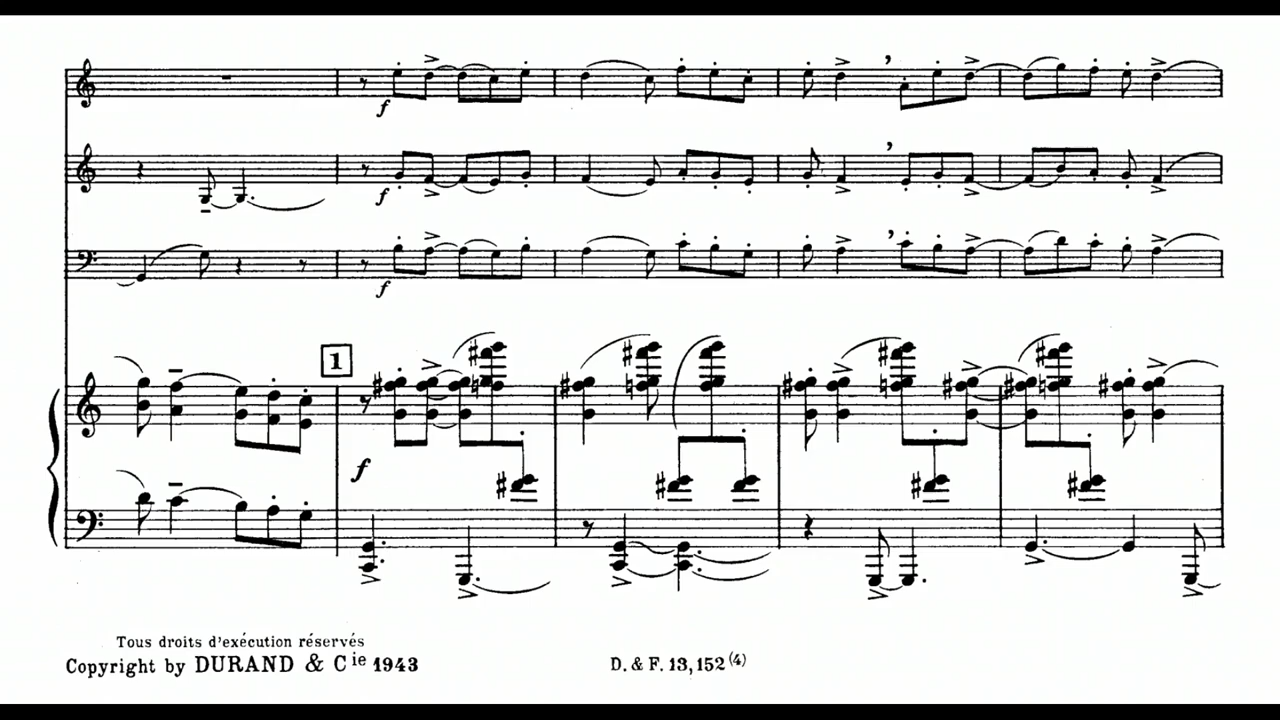 f
f
f
1
f
Tous droits d'exécution réservés
Copyright by DURAND & Cie 1943
D. & F. 13,152 (4)